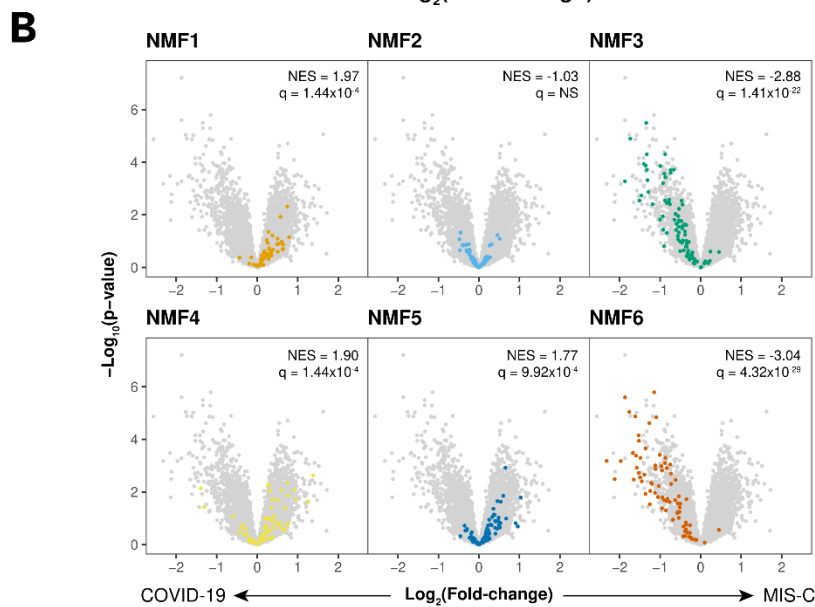 B
NMF1 NMF2 NMF3
NES = 1.97
q = 1.44x10-4
NES = -1.03
q = NS
NES = -2.88
q = 1.41x10-22
6
4
2
0
−2 −1 0 1 2 −2 −1 0 1 2 −2 −1 0 1 2
−Log10(p−value)
NMF4 NMF5 NMF6
NES = 1.90
q = 1.44x10-4
NES = 1.77
q = 9.92x10-4
NES = -3.04
q = 4.32x10-29
6
4
2
0
−2 −1 0 1 2 −2 −1 0 1 2 −2 −1 0 1 2
COVID-19 Log2(Fold−change) MIS-C